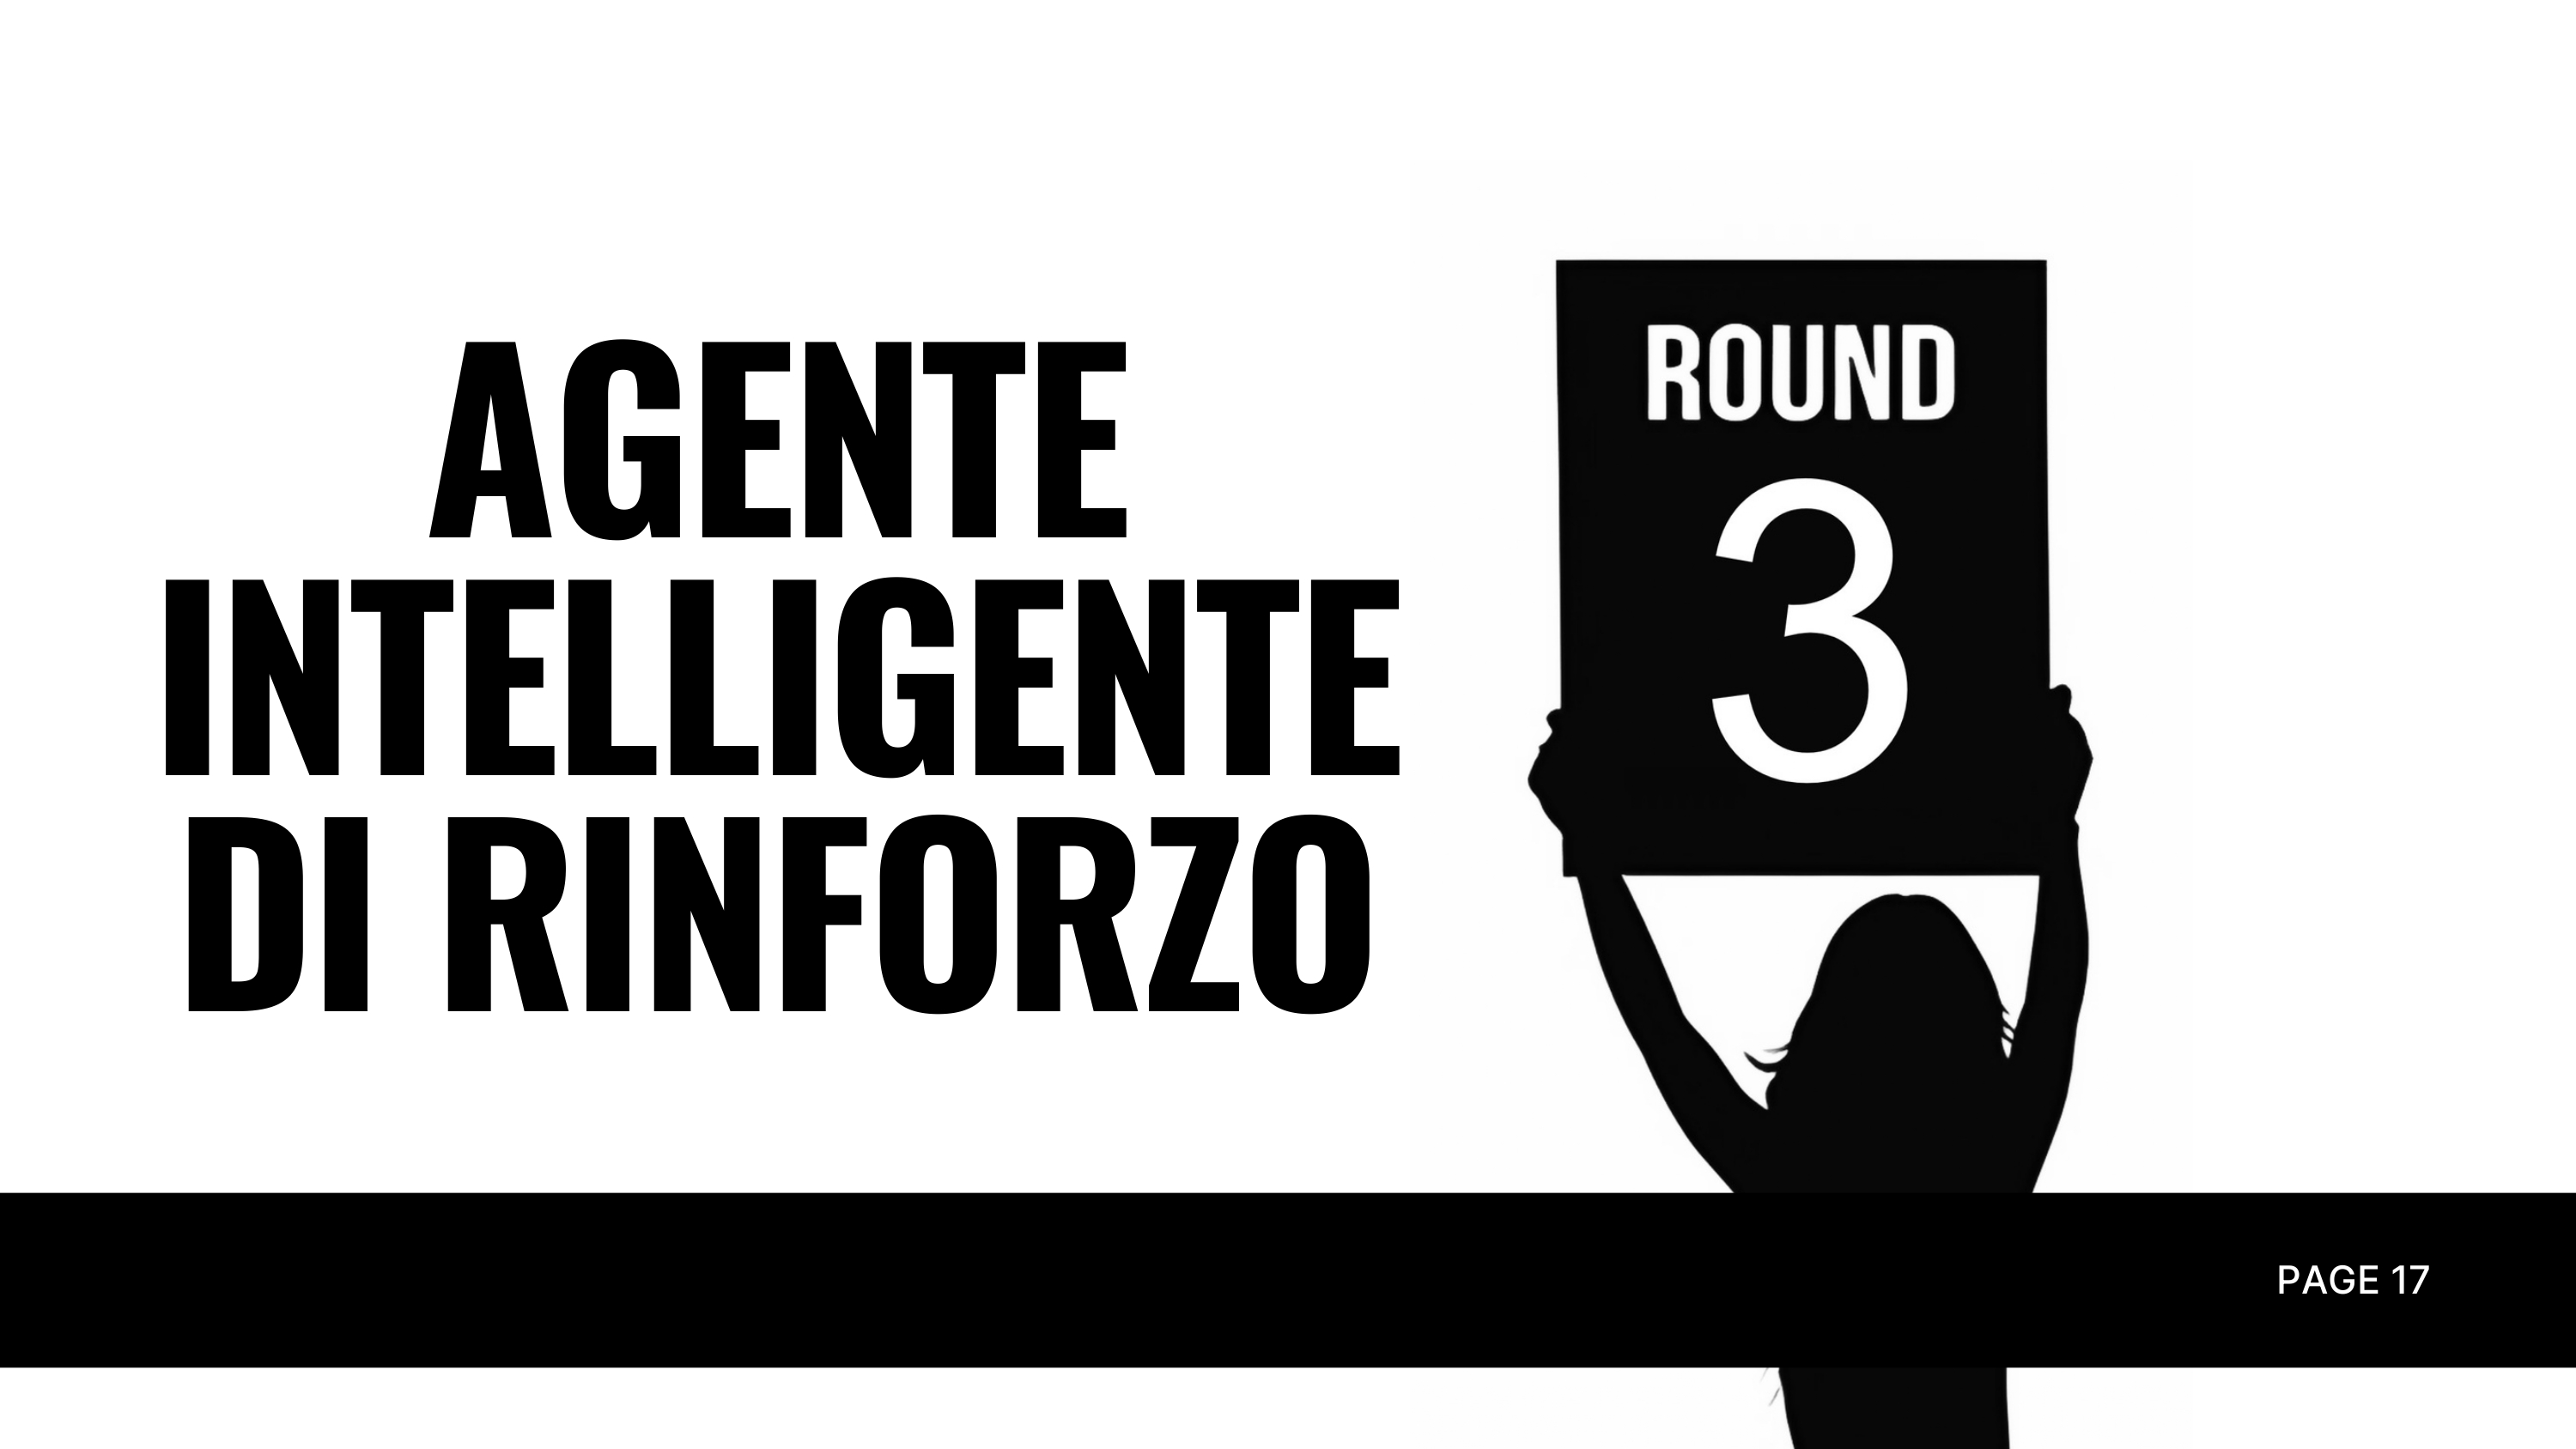 AGENTE
INTELLIGENTE
DI RINFORZO
ROUND
3
PAGE 17